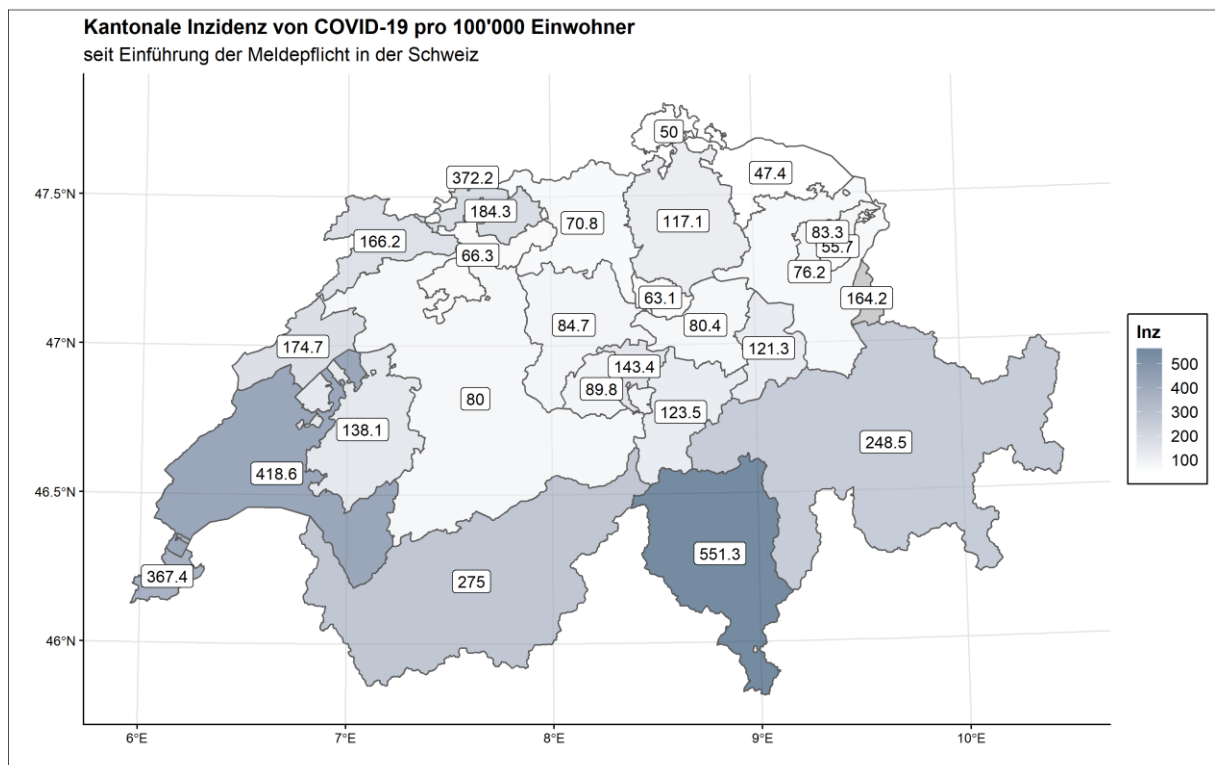 Kantonale Inzidenz von COVID-19 pro 100'000 Einwohner
seit Einführung der Meldepflicht in der Schweiz
50
372.2
47.4
47.5°N
184.3
70.8
117.1
83.3
55.7
166.2
66.3
76.2
63.1
164.2
84.7
80.4
47°N
174.7
121.3
143.4
89.8
80
123.5
138.1
248.5
418.6
46.5°N
551.3
367.4
275
46°N
6°E
7°E
8°E
9°E
10°E
Inz
500
400
300
200
100